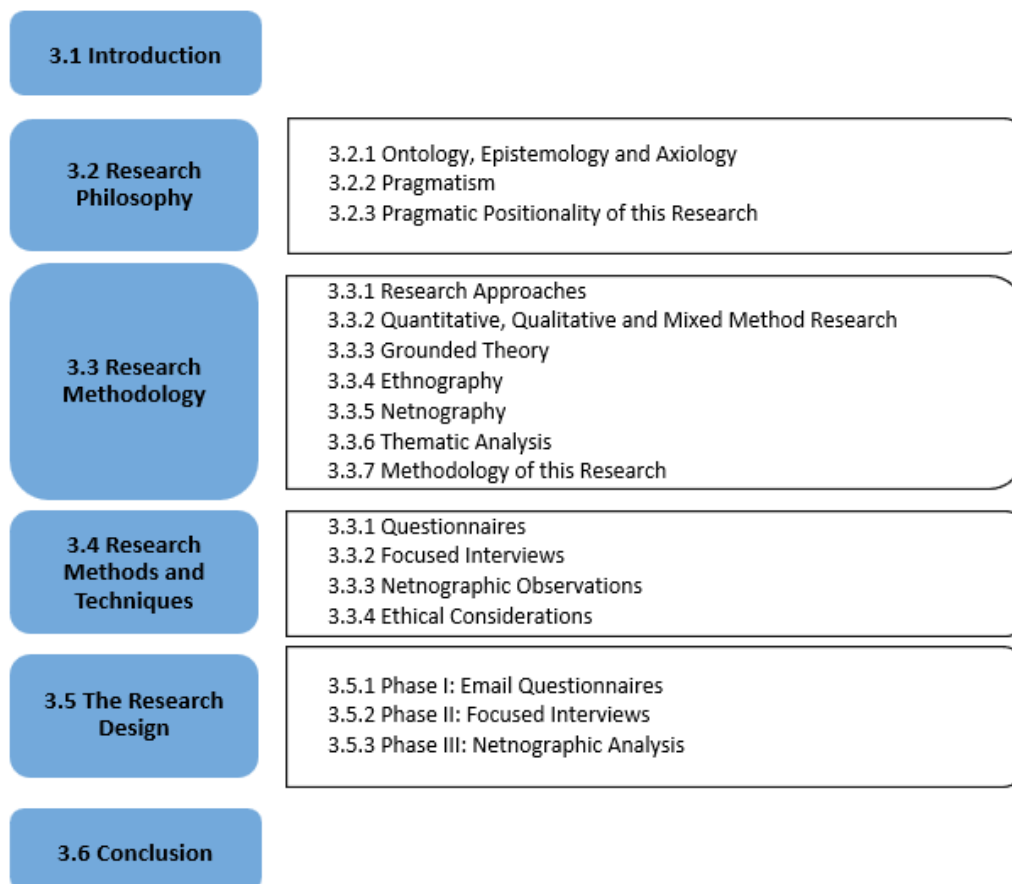 3.1 Introduction
3.2 Research
Philosophy
3.2.1 Ontology, Epistemology and Axiology
3.2.2 Pragmatism
3.2.3 Pragmatic Positionality of this Research
3.3 Research
Methodology
3.3.1 Research Approaches
3.3.2 Quantitative, Qualitative and Mixed Method Research
3.3.3 Grounded Theory
3.3.4 Ethnography
3.3.5 Netnography
3.3.6 Thematic Analysis
3.3.7 Methodology of this Research
3.4 Research
Methods and
Techniques
3.3.1 Questionnaires
3.3.2 Focused Interviews
3.3.3 Netnographic Observations
3.3.4 Ethical Considerations
3.5 The Research
Design
3.5.1 Phase I: Email Questionnaires
3.5.2 Phase II: Focused Interviews
3.5.3 Phase III: Netnographic Analysis
3.6 Conclusion